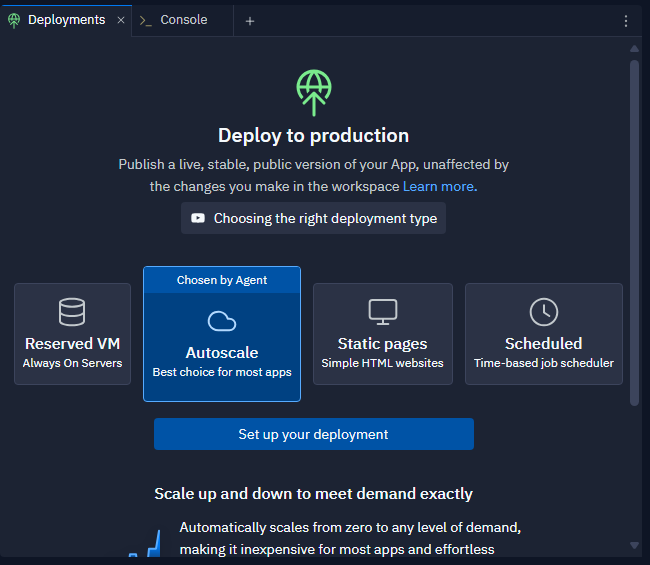 Deployments
Console
Deploy to production
Publish a live, stable, public version of your App, unaffected by
the changes you make in the workspace Learn more.
Choosing the right deployment type
Reserved VM
Always On Servers
Chosen by Agent
Autoscale
Best choice for most apps
Static pages
Simple HTML websites
Scheduled
Time-based job scheduler
Set up your deployment
Scale up and down to meet demand exactly
Automatically scales from zero to any level of demand,
making it inexpensive for most apps and effortless